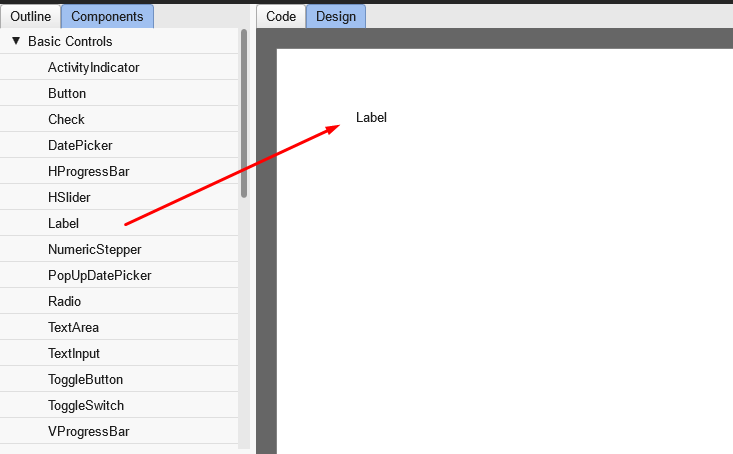 Outline Components
Code Design
Basic Controls
ActivityIndicator
Button
Check
DatePicker
HProgressBar
HSlider
Label
NumericStepper
PopUpDatePicker
Radio
TextArea
TextInput
ToggleButton
ToggleSwitch
VProgressBar
Label